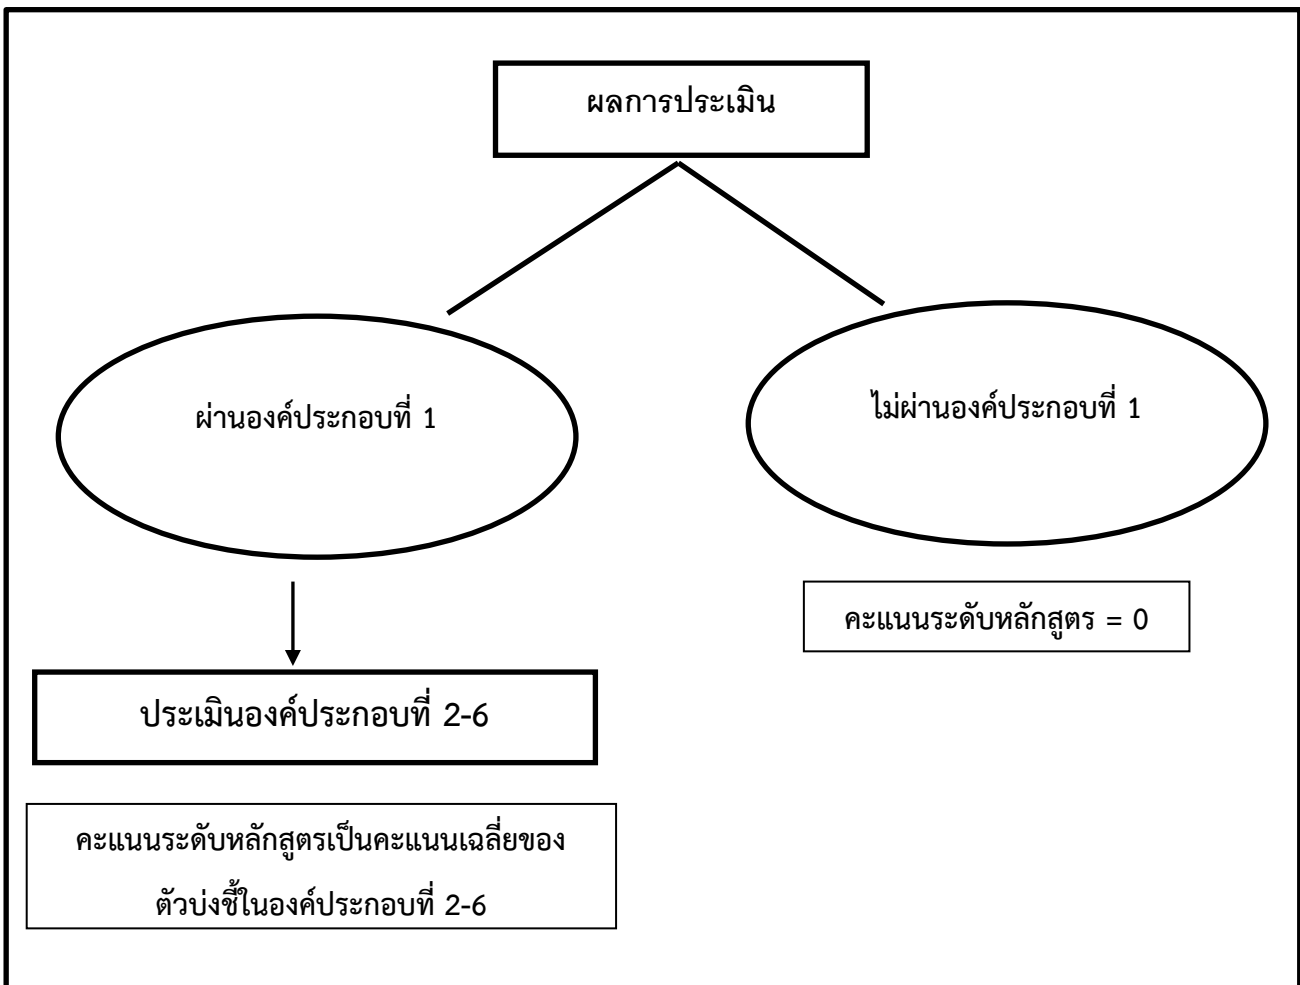 ผลการประเมิน
ผ่านองค์ประกอบที่ 1
ไม่ผ่านองค์ประกอบที่ 1
คะแนนระดับหลักสูตร = 0
ประเมินองค์ประกอบที่ 2-6
คะแนนระดับหลักสูตรเป็นคะแนนเฉลี่ยของ
ตัวบ่งชี้ในองค์ประกอบที่ 2-6